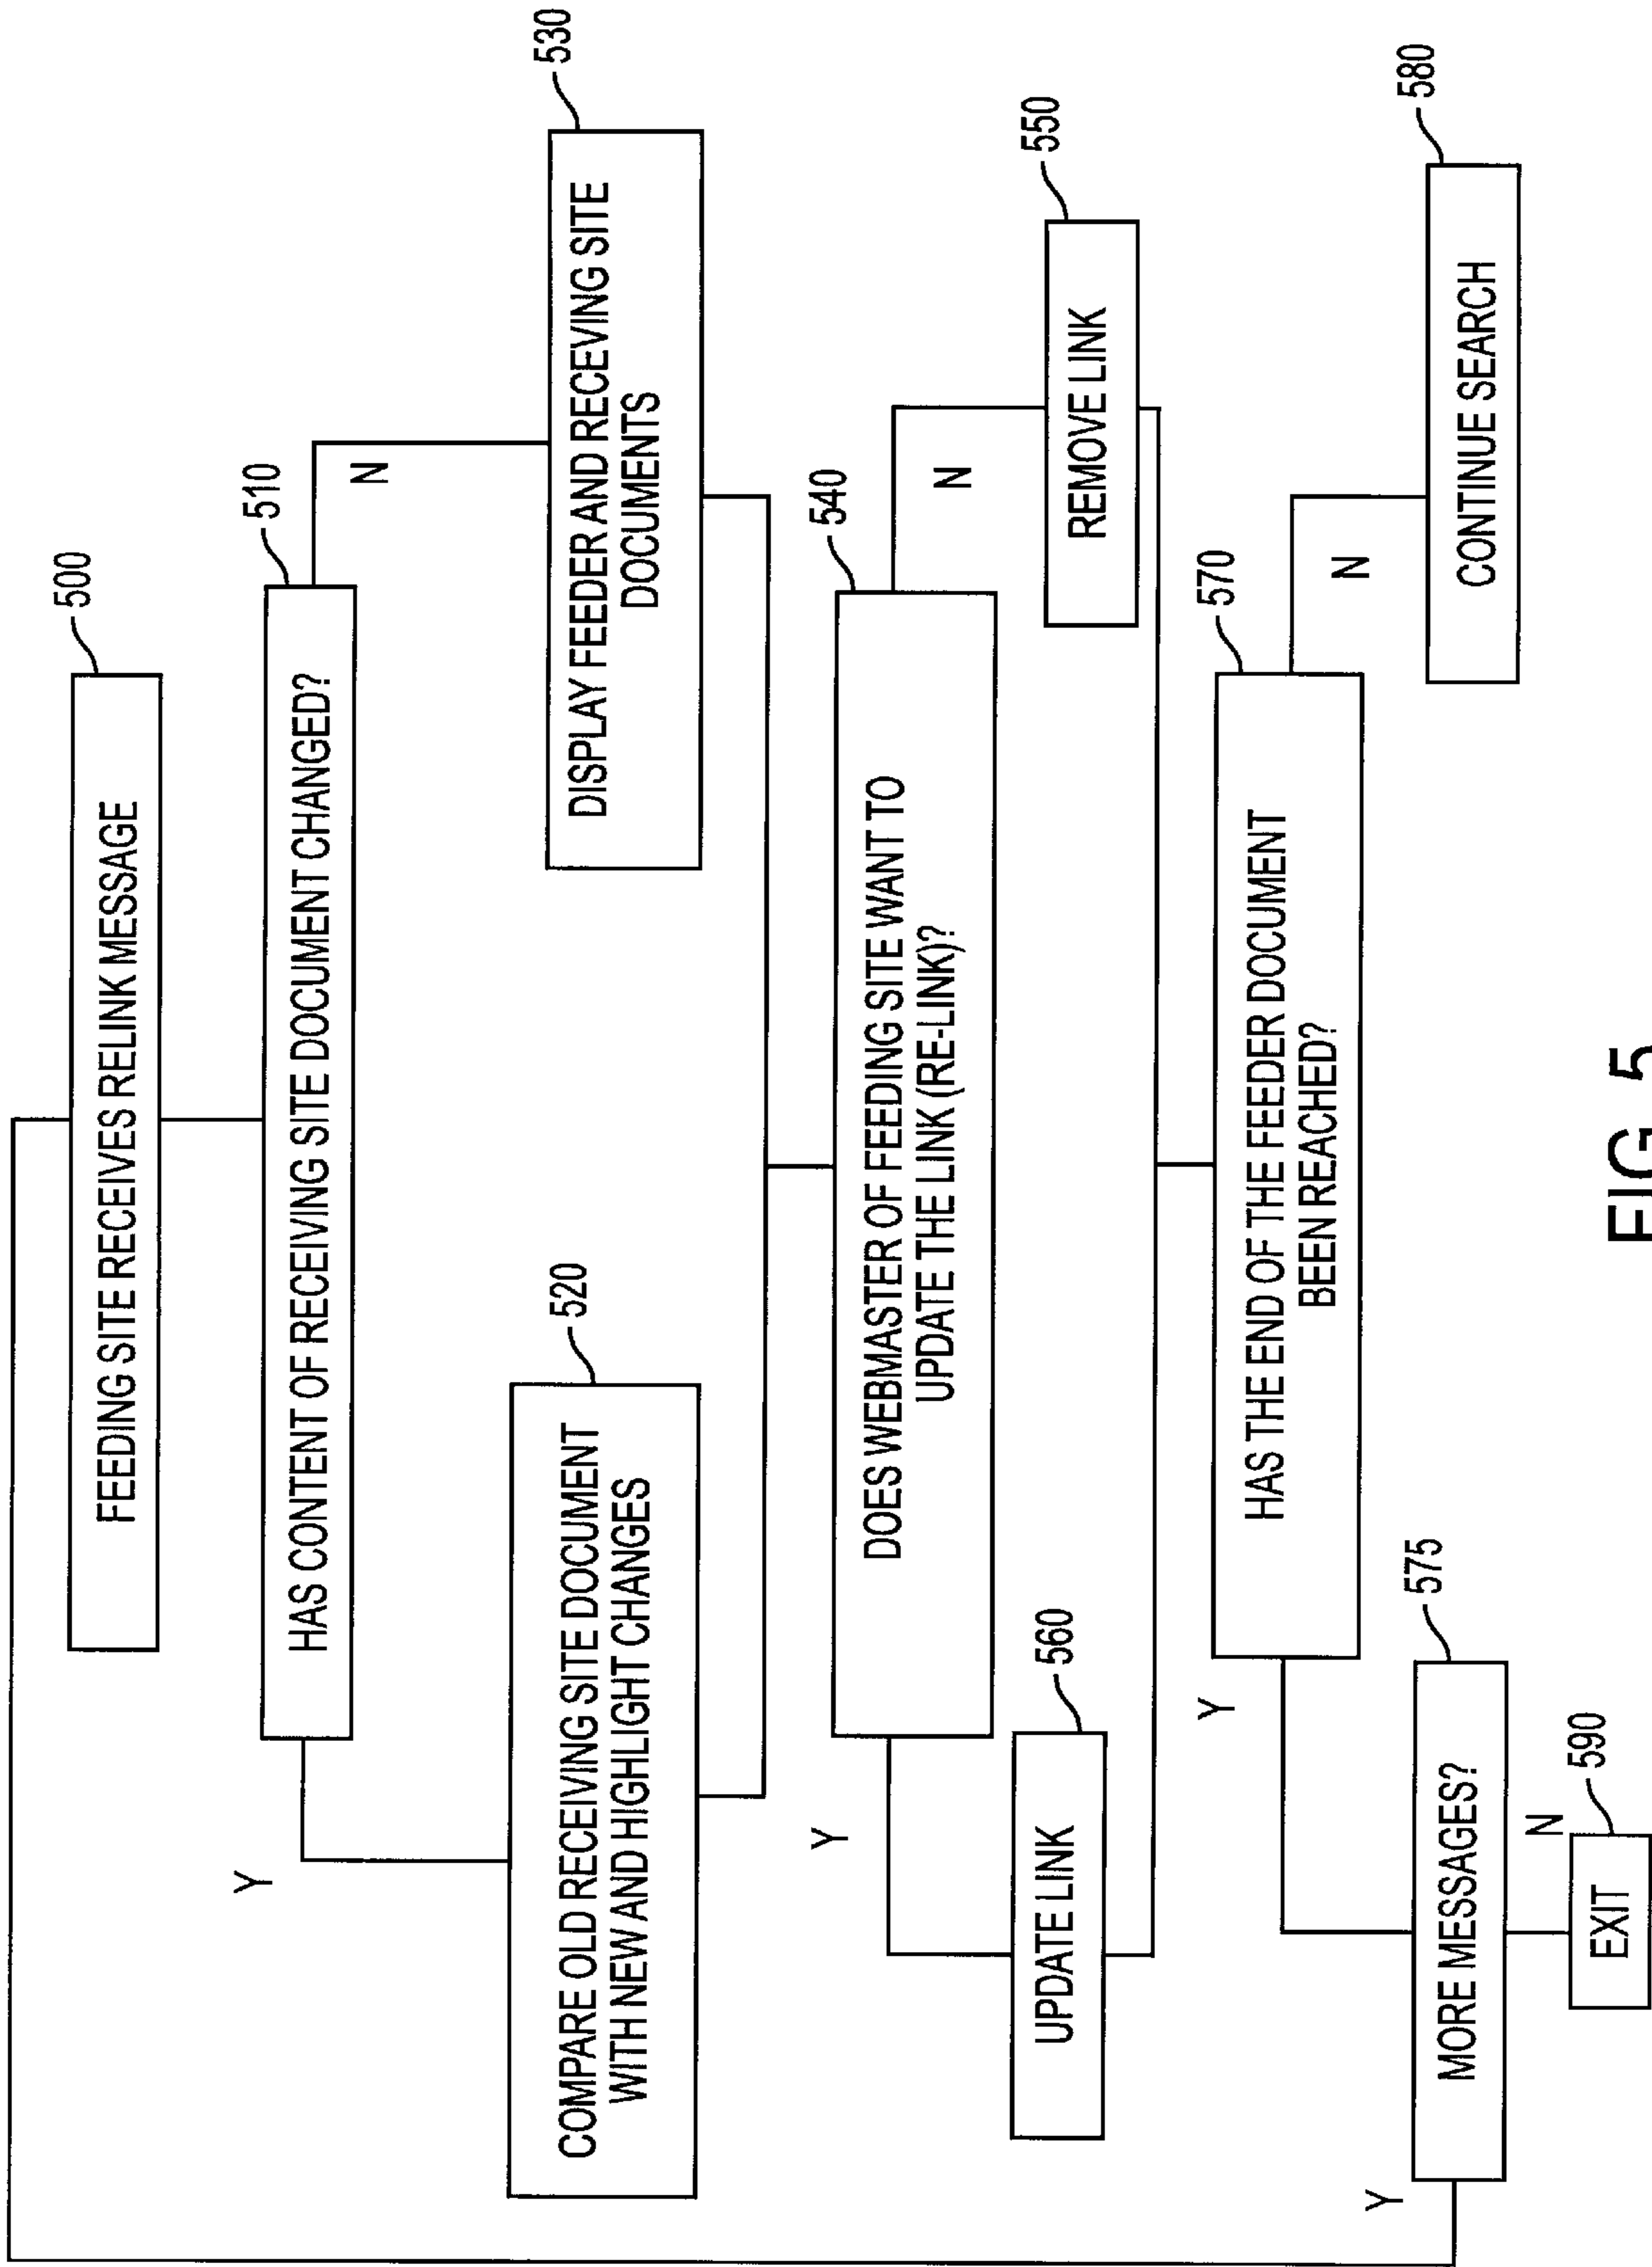 500
FEEDING SITE RECEIVES RELINK MESSAGE
510
HAS CONTENT OF RECEIVING SITE DOCUMENT CHANGED?
Y
N
520
COMPARE OLD RECEIVING SITE DOCUMENT
WITH NEW AND HIGHLIGHT CHANGES
530
DISPLAY FEEDER AND RECEVING SITE
DOCUMENTS
540
DOES WEBMASTER OF FEEDING SITE WANT TO
UPDATE THE LINK (RE-LINK)?
Y
N
560
UPDATE LINK
550
REMOVE LINK
570
HAS THE END OF THE FEEDER DOCUMENT
BEEN REACHED?
Y
N
575
MORE MESSAGES?
Y
N
580
CONTINUE SEARCH
590
EXIT
FIG. 5